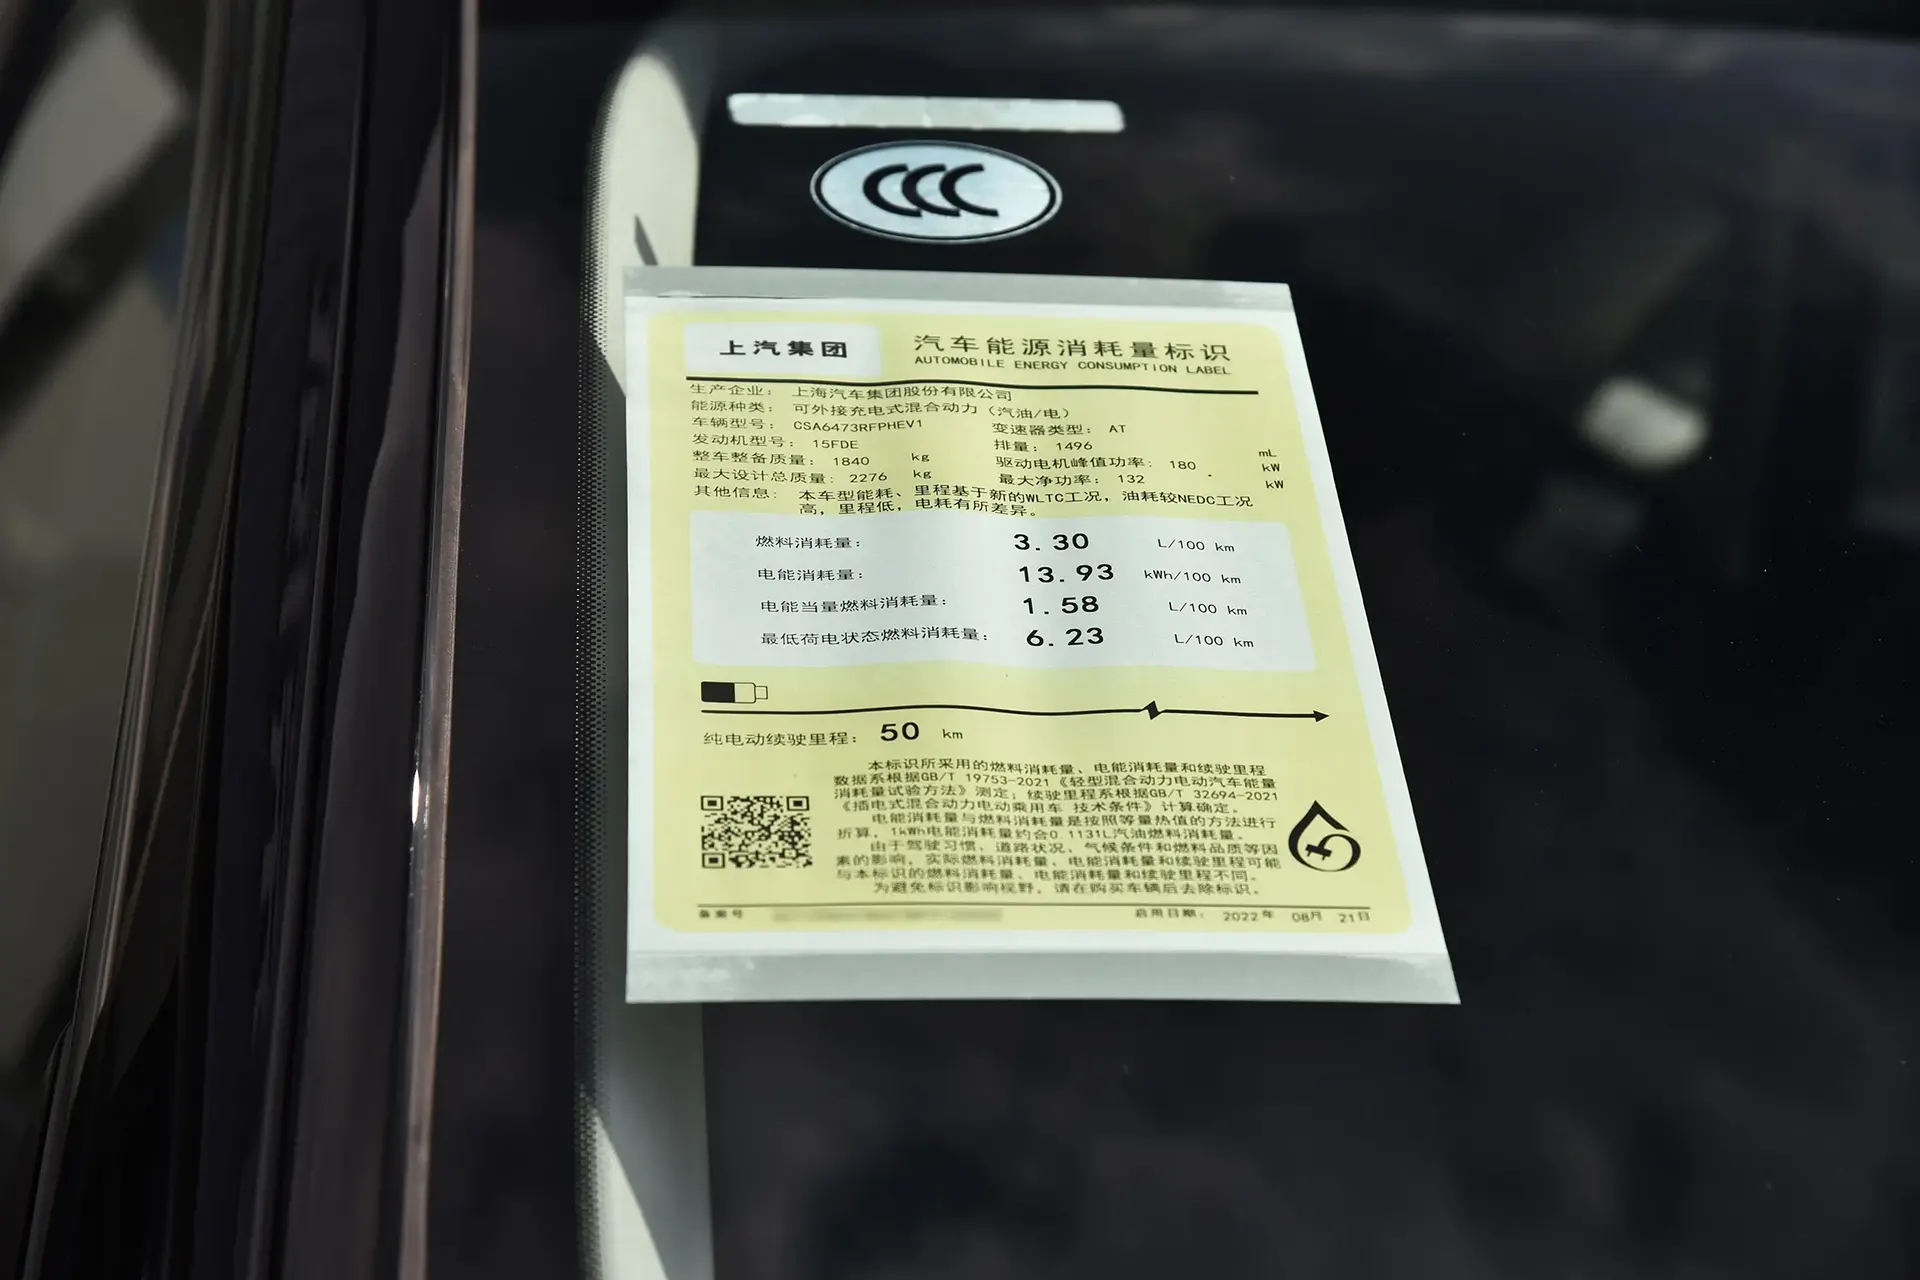 CCC
上汽集团
汽车能源消耗量标识
AUTOMOBILE ENERGY CONSUMPTION LABEL
生产企业： 上海汽车集团股份有限公司
能源种类： 可外接充电式混合动力（汽油/电）
车辆型号： CSA6473RFPHEV1 变速器类型： AT
发动机型号： 15FDE 排量： 1496 mL
整车整备质量： 1840 kg 驱动电机峰值功率： 180 kW
最大设计总质量： 2276 kg 最大净功率： 132 kW
其他信息： 本车型能耗、里程基于新的WLTC工况，油耗较NEDC工况
高，里程低，电耗有所差异。
燃料消耗量： 3.30 L/100 km
电能消耗量： 13.93 kWh/100 km
电能当量燃料消耗量： 1.58 L/100 km
最低荷电状态燃料消耗量： 6.23 L/100 km
纯电动续驶里程： 50 km
本标识所采用的燃料消耗量、电能消耗量和续驶里程
数据系根据GB/T 19753-2021《轻型混合动力电动汽车能量
消耗量试验方法》测定；续驶里程系根据GB/T 32694-2021
《插电式混合动力电动乘用车 技术条件》计算确定。
电能消耗量与燃料消耗量是按照等量热值的方法进行
折算，1kWh电能消耗量约合0.1131L汽油燃料消耗量。
由于驾驶习惯、道路状况、气候条件和燃料品质等因
素的影响，实际燃料消耗量、电能消耗量和续驶里程可能
与本标识的燃料消耗量、电能消耗量和续驶里程不同。
为避免标识影响视野，请在购买车辆后去除标识。
备案号 启用日期： 2022年 08月 21日